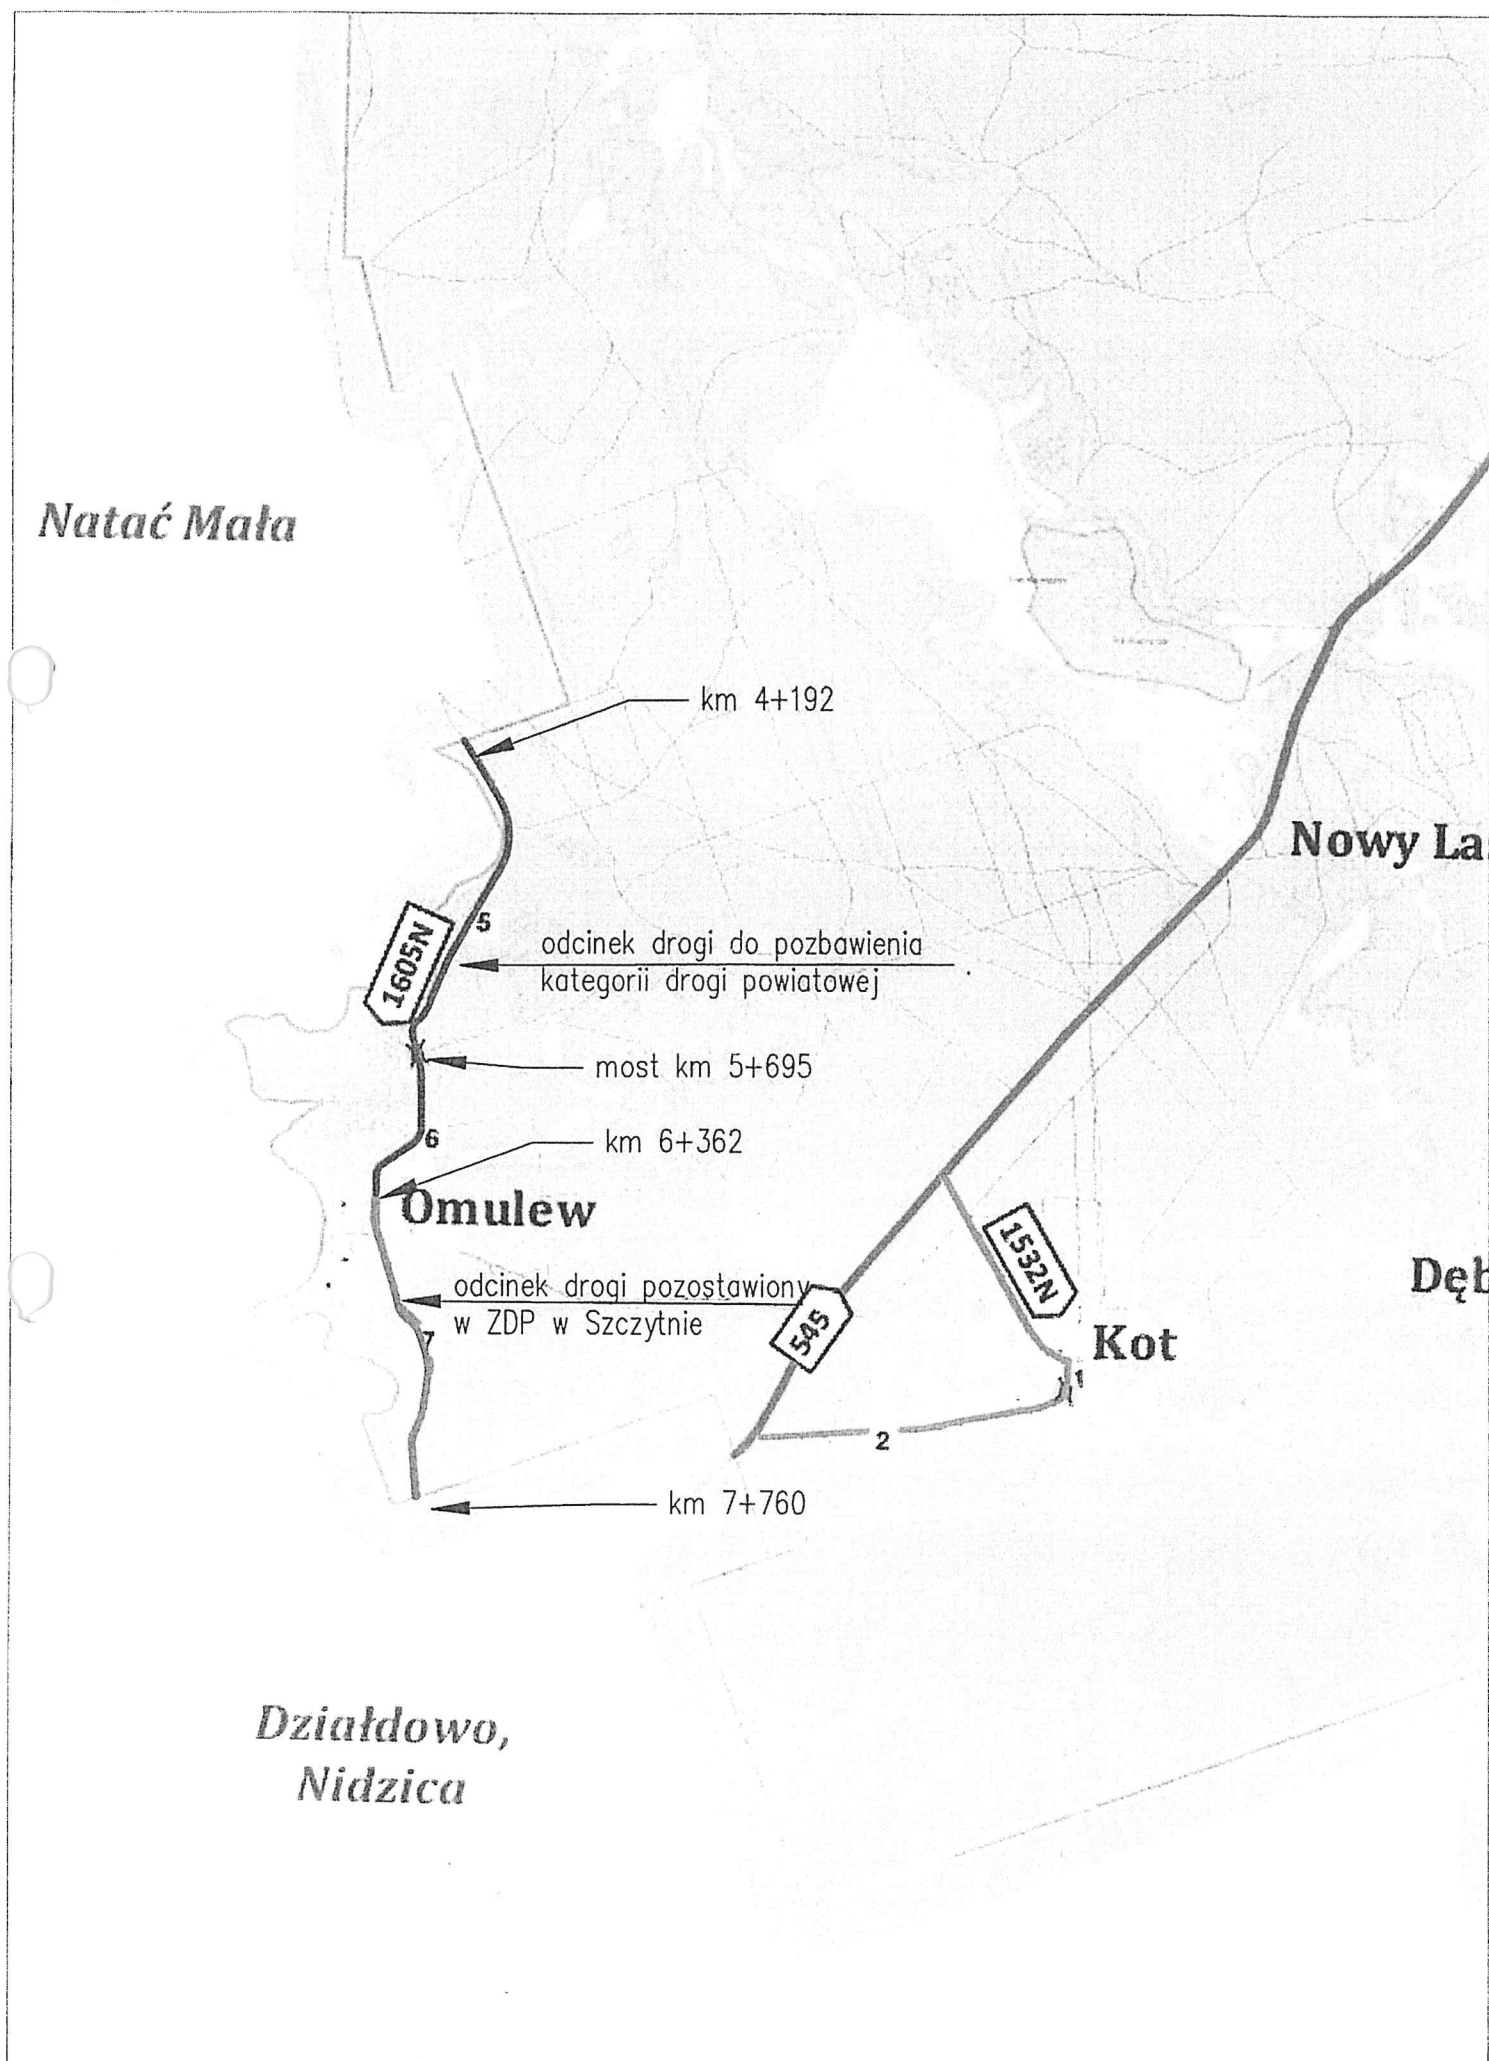 Natać Mała
km 4+192
Nowy La
5
1605N
odcinek drogi do pozbawienia
kategorii drogi powiatowej
most km 5+695
6
km 6+362
Omulew
1532N
odcinek drogi pozostawiony
w ZDP w Szczytnie
Dęb
545
7
Kot
1
2
km 7+760
Działdowo,
Nidzica